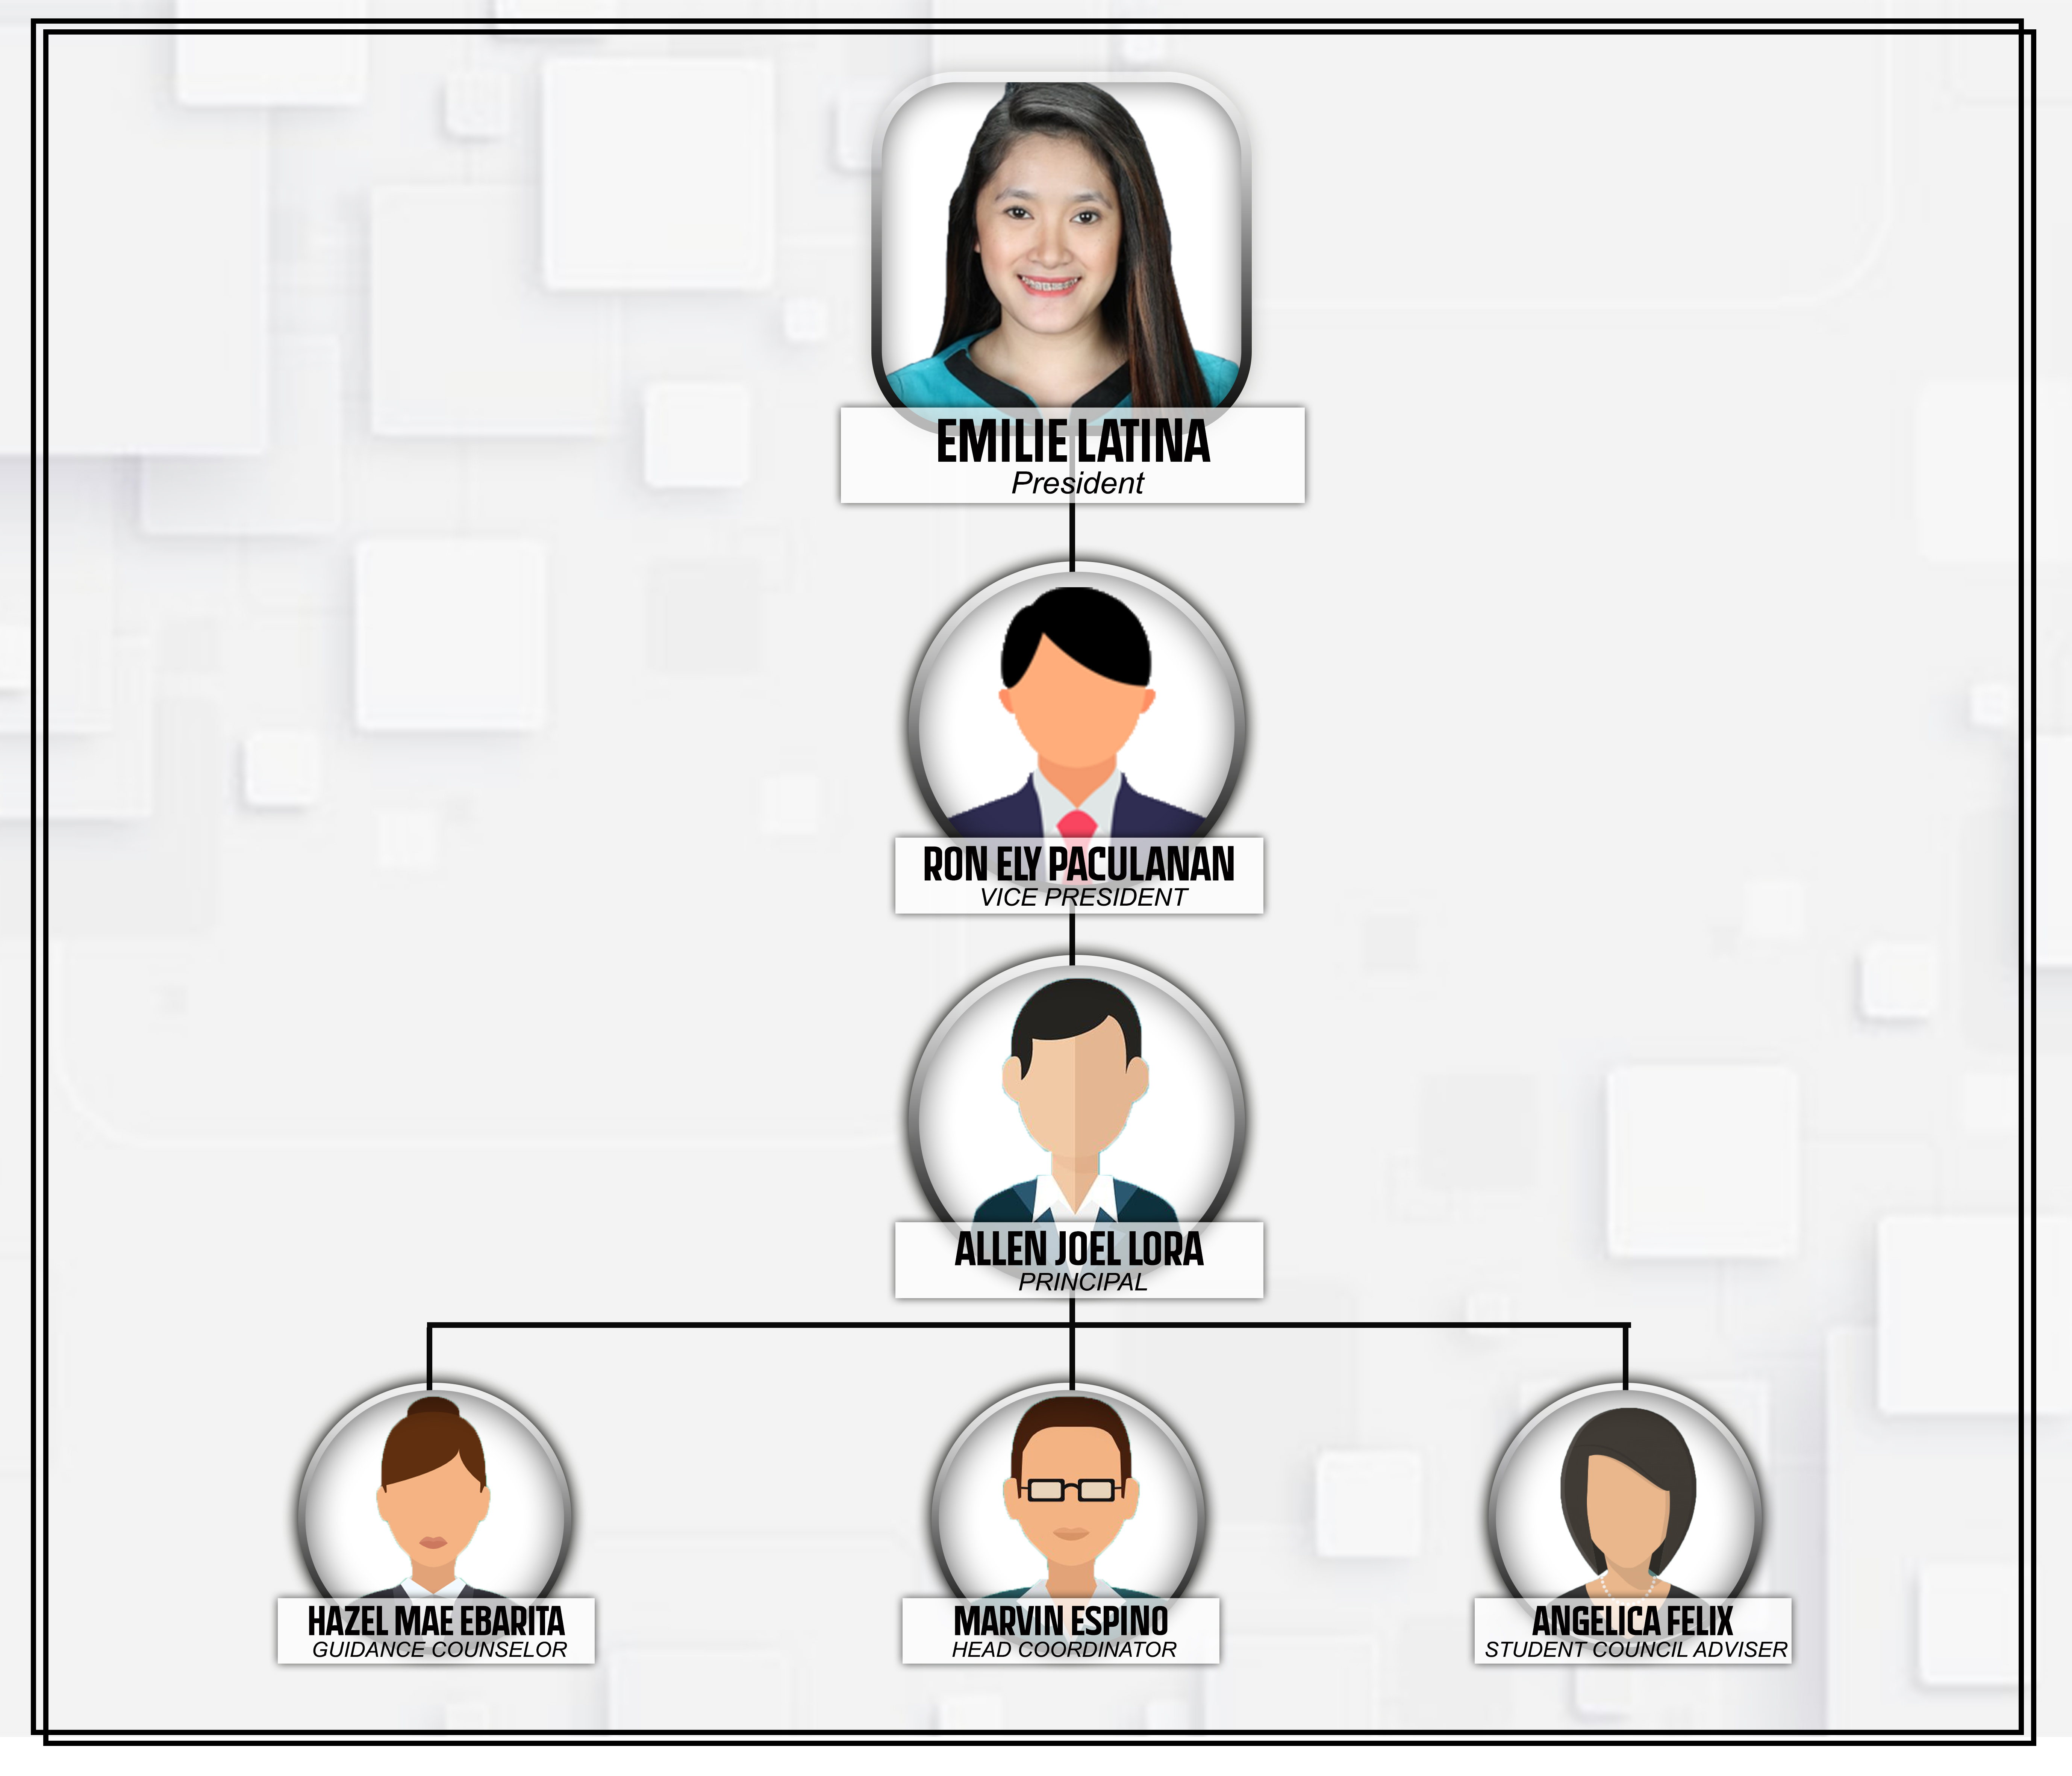 EMILIE LATINA
President
RON ELY PACULANAN
VICE PRESIDENT
ALLEN JOEL LORA
PRINCIPAL
HAZEL MAE EBARITA
GUIDANCE COUNSELOR
MARVIN ESPINO
HEAD COORDINATOR
ANGELICA FELIX
STUDENT COUNCIL ADVISER